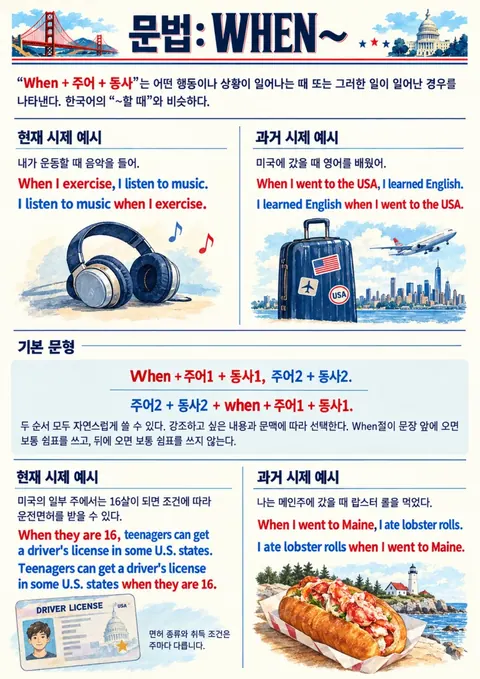 문법: WHEN~
“When + 주어 + 동사”는 어떤 행동이나 상황이 일어나는 때 또는 그러한 일이 일어난 경우를
나타낸다. 한국어의 “~할 때”와 비슷하다.
현재 시제 예시
내가 운동할 때 음악을 들어.
When I exercise, I listen to music.
I listen to music when I exercise.
과거 시제 예시
미국에 갔을 때 영어를 배웠어.
When I went to the USA, I learned English.
I learned English when I went to the USA.
USA
기본 문형
When + 주어1 + 동사1, 주어2 + 동사2.
주어2 + 동사2 + when + 주어1 + 동사1.
두 순서 모두 자연스럽게 쓸 수 있다. 강조하고 싶은 내용과 문맥에 따라 선택한다. When절이 문장 앞에 오면
보통 쉼표를 쓰고, 뒤에 오면 보통 쉼표를 쓰지 않는다.
현재 시제 예시
미국의 일부 주에서는 16살이 되면 조건에 따라
운전면허를 받을 수 있다.
When they are 16, teenagers can get
a driver's license in some U.S. states.
Teenagers can get a driver's license
in some U.S. states when they are 16.
DRIVER LICENSE
USA
면허 종류와 취득 조건은
주마다 다릅니다.
과거 시제 예시
나는 메인주에 갔을 때 랍스터 롤을 먹었다.
When I went to Maine, I ate lobster rolls.
I ate lobster rolls when I went to Maine.